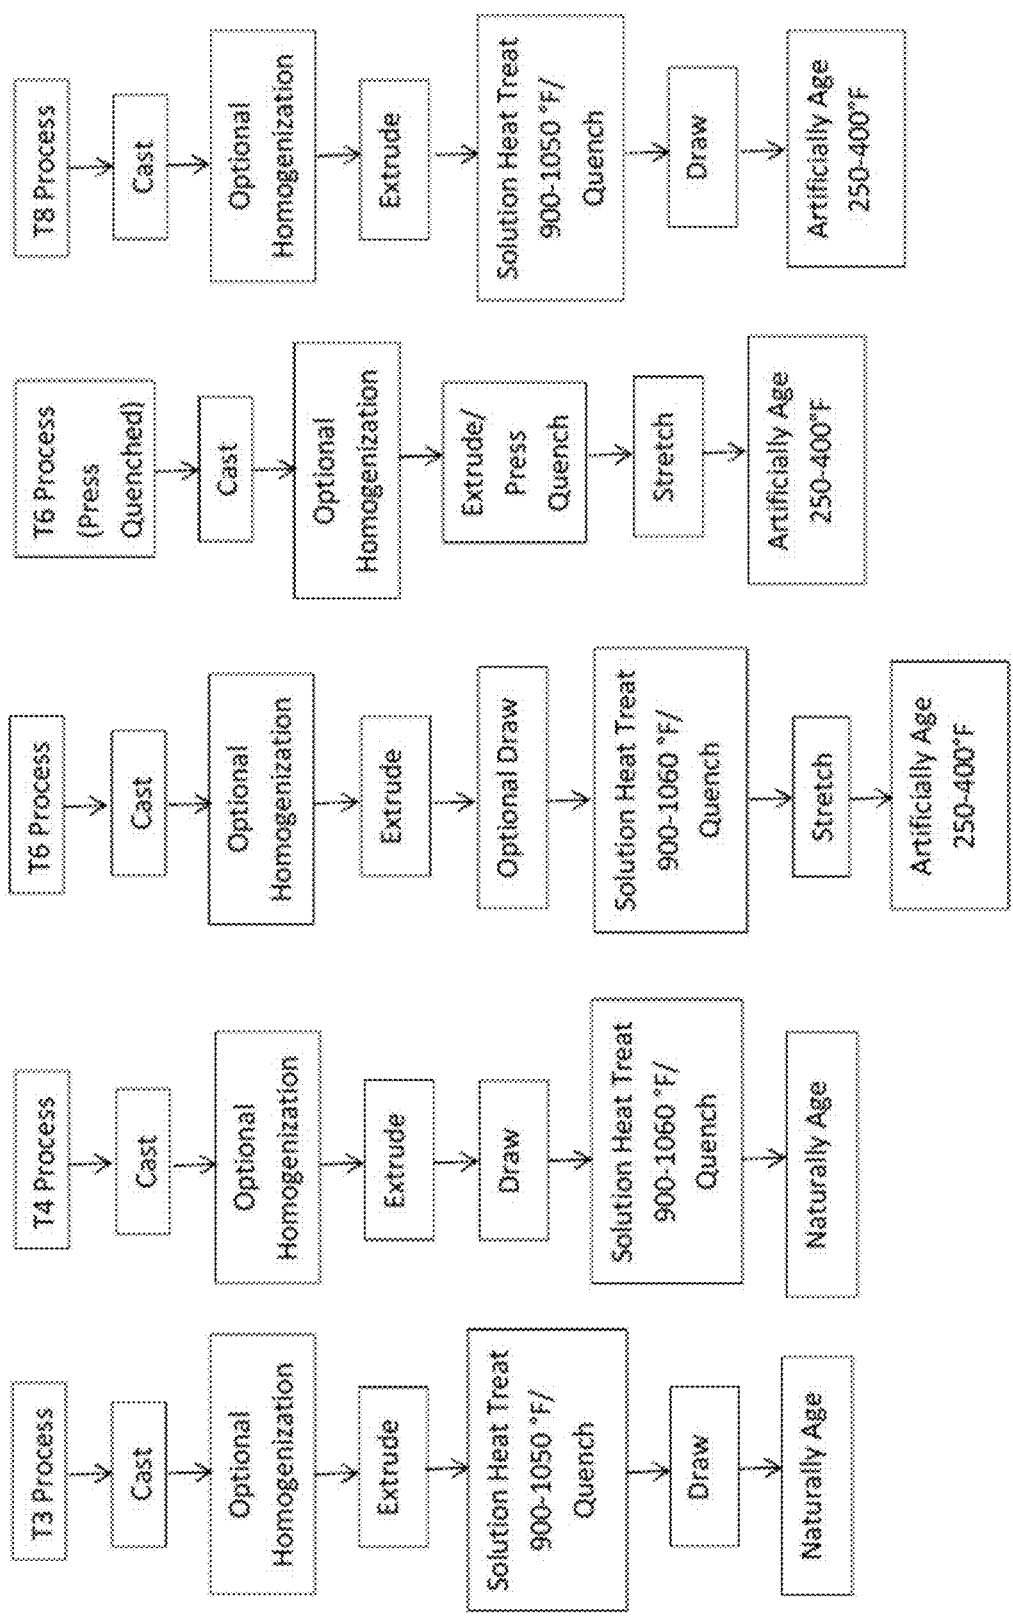 T3 Process
Cast
Optional
Homogenization
Extrude
Solution Heat Treat
900-1050 °F/
Quench
Draw
Naturally Age
T4 Process
Cast
Optional
Homogenization
Extrude
Draw
Solution Heat Treat
900-1060 °F/
Quench
Naturally Age
T6 Process
Cast
Optional
Homogenization
Extrude
Optional Draw
Solution Heat Treat
900-1060 °F/
Quench
Stretch
Artificially Age
250-400°F
T6 Process
(Press
Quenched)
Cast
Optional
Homogenization
Extrude/
Press
Quench
Stretch
Artificially Age
250-400°F
T8 Process
Cast
Optional
Homogenization
Extrude
Solution Heat Treat
900-1050 °F/
Quench
Draw
Artificially Age
250-400°F